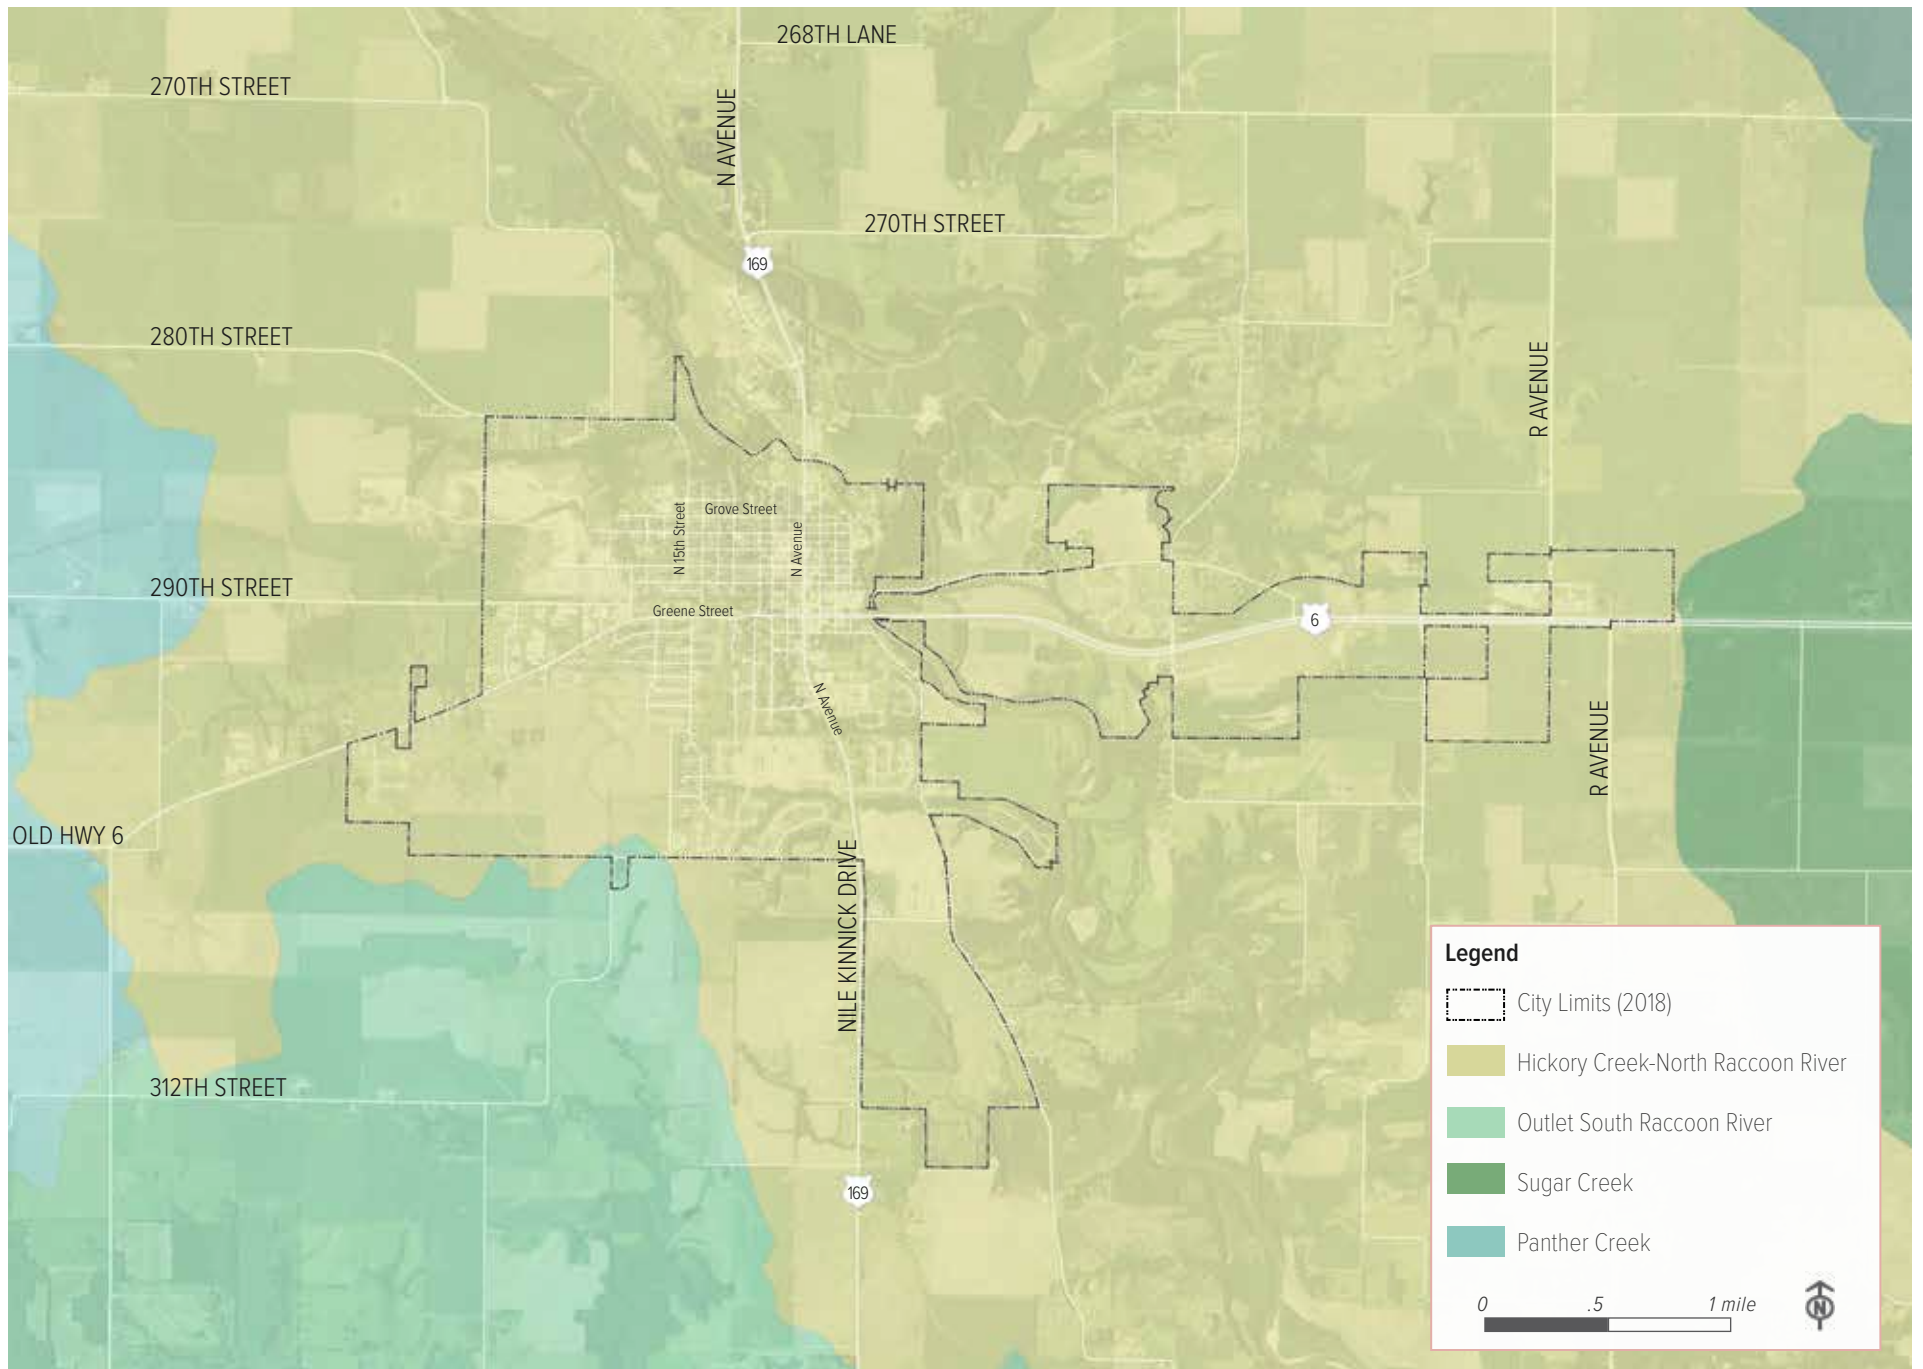 268TH LANE
270TH STREET
N AVENUE
270TH STREET
169
280TH STREET
R AVENUE
Grove Street
N 15th Street
N Avenue
290TH STREET
Greene Street
6
N Avenue
R AVENUE
OLD HWY 6
NILE KINNICK DRIVE
312TH STREET
169
Legend
City Limits (2018)
Hickory Creek-North Raccoon River
Outlet South Raccoon River
Sugar Creek
Panther Creek
0 .5 1 mile
N